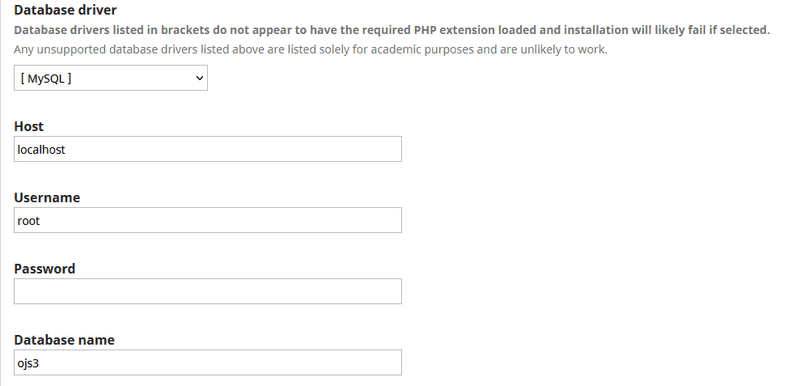 Database driver
Database drivers listed in brackets do not appear to have the required PHP extension loaded and installation will likely fail if selected.
Any unsupported database drivers listed above are listed solely for academic purposes and are unlikely to work.
[ MySQL ]
Host
localhost
Username
root
Password
Database name
ojs3